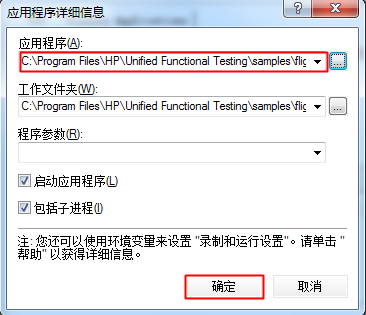 应用程序详细信息
应用程序(A):
C:\Program Files\HP\Unified Functional Testing\samples\flig
...
工作文件夹(W):
C:\Program Files\HP\Unified Functional Testing\samples\flig
...
程序参数(R):
启动应用程序(L)
包括子进程(I)
注: 您还可以使用环境变量来设置 "录制和运行设置"。请单击 "
帮助" 以获得详细信息。
确定
取消